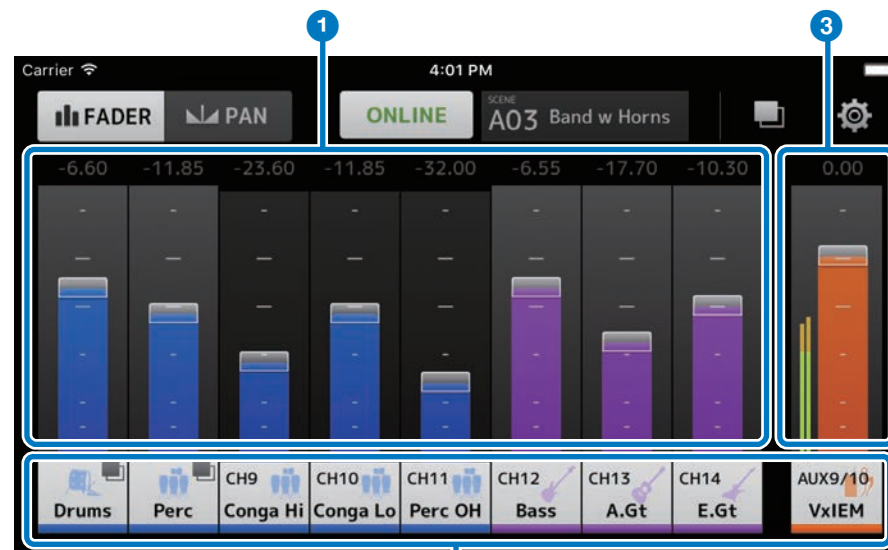 1 3
Carrier 4:01 PM
FADER PAN ONLINE SCENE A03 Band w Horns
-6.60 -11.85 -23.60 -11.85 -32.00 -6.55 -17.70 -10.30 0.00
CH9 CH10 CH11 CH12 CH13 CH14 AUX9/10
Drums Perc Conga Hi Conga Lo Perc OH Bass A.Gt E.Gt VxIEM